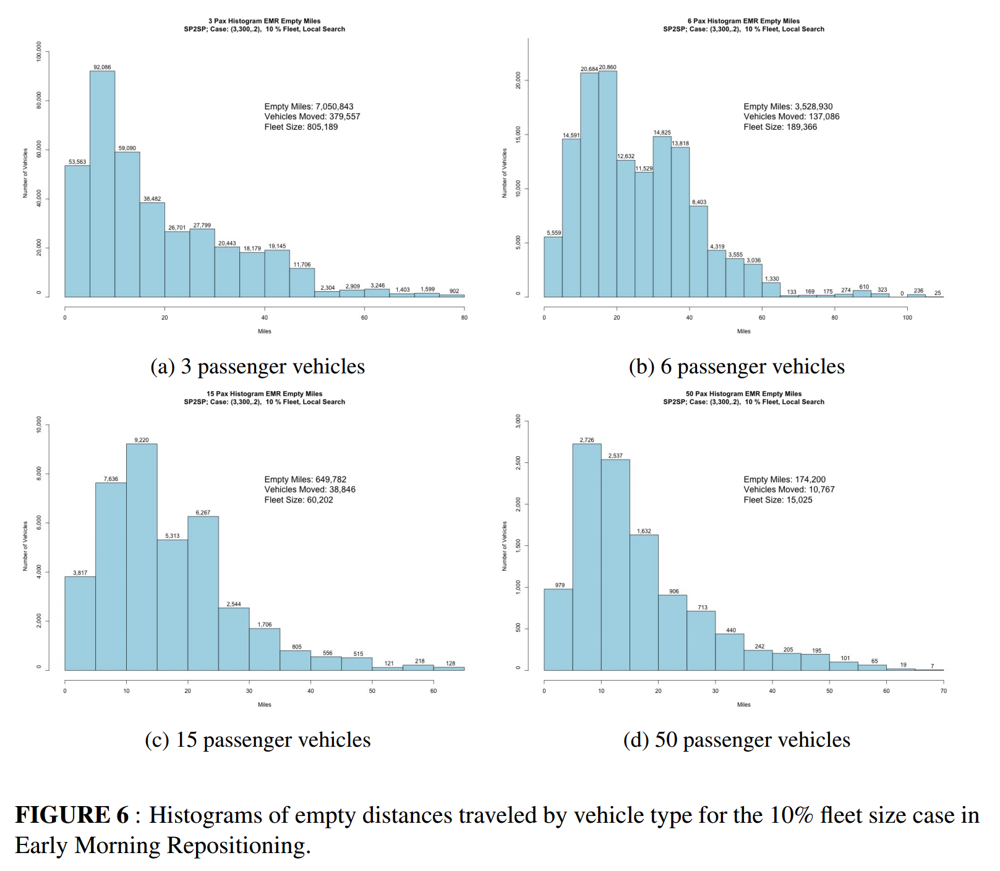 3 Pax Histogram EMR Empty Miles
SP2SP; Case: (3,300,.2),  10 % Fleet, Local Search
Number of Vehicles
0
20,000
40,000
60,000
80,000
100,000
53,563
92,086
59,090
38,482
26,701
27,799
20,443
18,179
19,145
11,706
2,304
2,909
3,246
1,403
1,599
902
Empty Miles: 7,050,843
Vehicles Moved: 379,557
Fleet Size: 805,189
0 20 40 60 80
Miles
(a) 3 passenger vehicles
6 Pax Histogram EMR Empty Miles
SP2SP; Case: (3,300,.2),  10 % Fleet, Local Search
Number of Vehicles
0
5,000
10,000
15,000
20,000
5,559
14,591
20,684
20,860
12,632
11,529
14,825
13,818
8,403
4,319
3,555
3,036
1,330
133
169
175
274
610
323
0
236
25
Empty Miles: 3,528,930
Vehicles Moved: 137,086
Fleet Size: 189,366
0 20 40 60 80 100
Miles
(b) 6 passenger vehicles
15 Pax Histogram EMR Empty Miles
SP2SP; Case: (3,300,.2),  10 % Fleet, Local Search
Number of Vehicles
0
2,000
4,000
6,000
8,000
10,000
3,817
7,636
9,220
5,313
6,267
2,544
1,706
805
556
515
121
218
128
Empty Miles: 649,782
Vehicles Moved: 38,846
Fleet Size: 60,202
0 10 20 30 40 50 60
Miles
(c) 15 passenger vehicles
50 Pax Histogram EMR Empty Miles
SP2SP; Case: (3,300,.2),  10 % Fleet, Local Search
Number of Vehicles
0
500
1,000
1,500
2,000
2,500
3,000
979
2,726
2,537
1,632
906
713
440
242
205
195
101
65
19
7
Empty Miles: 174,200
Vehicles Moved: 10,767
Fleet Size: 15,025
0 10 20 30 40 50 60 70
Miles
(d) 50 passenger vehicles
FIGURE 6 : Histograms of empty distances traveled by vehicle type for the 10% fleet size case in
Early Morning Repositioning.